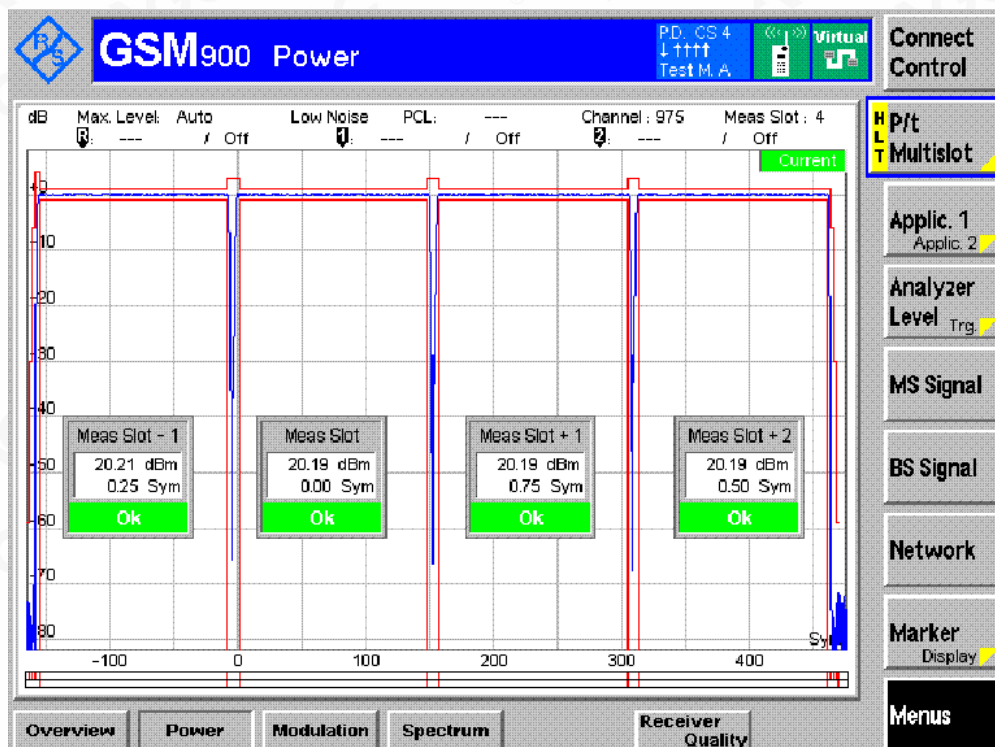 R/S
GSM900 Power
P.D. CS 4
↓ ↑↑↑↑
Test M. A
Virtual
Connect
Control
dB Max. Level: Auto Low Noise PCL: --- Channel : 975 Meas Slot : 4
R: --- / Off 1: --- / Off 2: --- / Off
Current
H
L
T
P/t
Multislot
Applic. 1
Applic. 2
Analyzer
Level Trg.
MS Signal
BS Signal
Network
Marker
Display
Menus
+0
-10
-20
-30
-40
-50
-60
-70
-80
Meas Slot - 1
20.21 dBm
0.25 Sym
Ok
Meas Slot
20.19 dBm
0.00 Sym
Ok
Meas Slot + 1
20.19 dBm
0.75 Sym
Ok
Meas Slot + 2
20.19 dBm
0.50 Sym
Ok
-100 0 100 200 300 400
Overview Power Modulation Spectrum Receiver
Quality